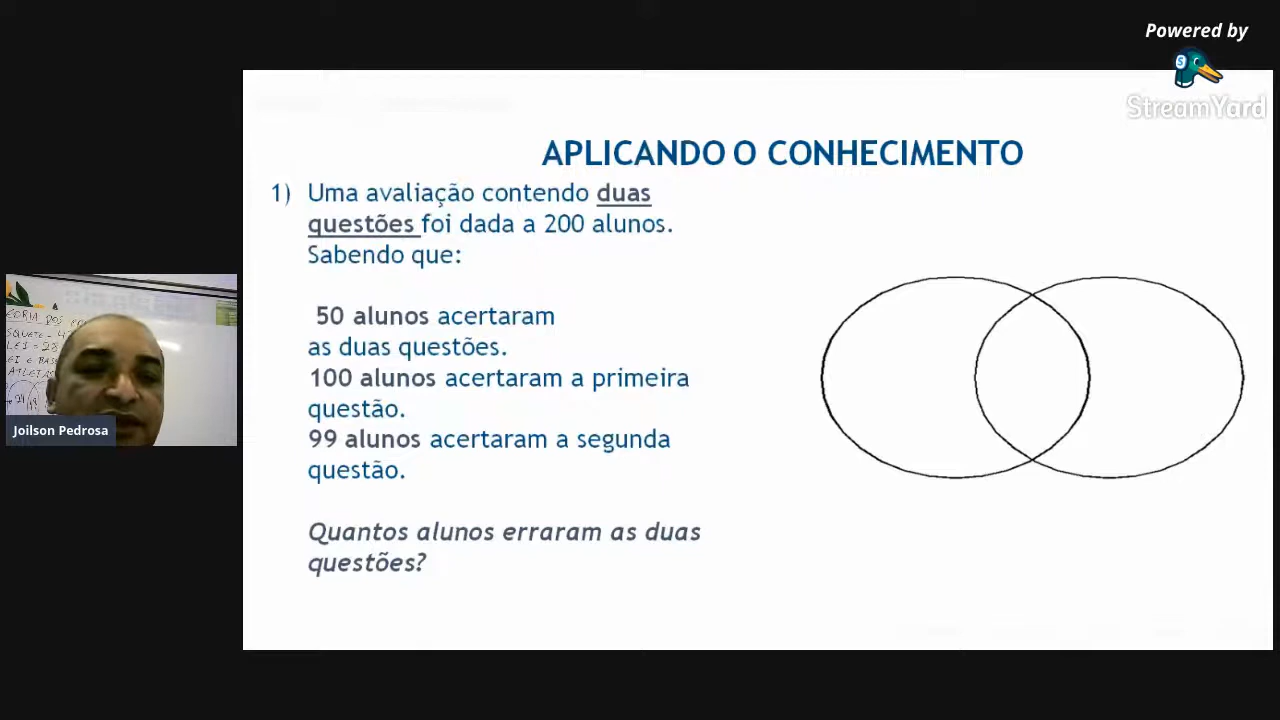 Powered by
StreamYard
APLICANDO O CONHECIMENTO
1) Uma avaliação contendo duas
questões foi dada a 200 alunos.
Sabendo que:
50 alunos acertaram
as duas questões.
100 alunos acertaram a primeira
questão.
99 alunos acertaram a segunda
questão.
Quantos alunos erraram as duas
questões?
Joilson Pedrosa